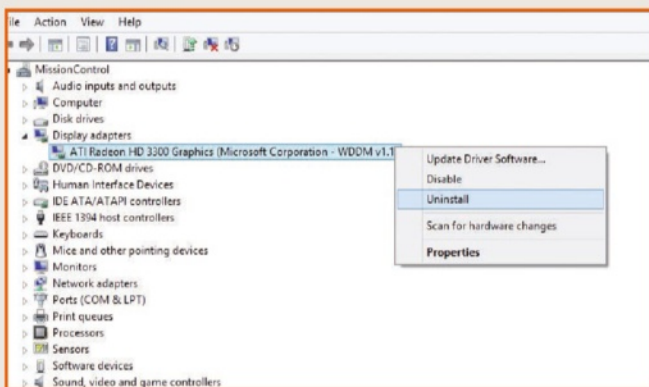 ile Action View Help
MissionControl
Audio inputs and outputs
Computer
Disk drives
Display adapters
ATI Radeon HD 3300 Graphics (Microsoft Corporation - WDDM v1.1
DVD/CD-ROM drives
Human Interface Devices
IDE ATA/ATAPI controllers
IEEE 1394 host controllers
Keyboards
Mice and other pointing devices
Monitors
Network adapters
Ports (COM & LPT)
Print queues
Processors
Sensors
Software devices
Sound, video and game controllers
Update Driver Software...
Disable
Uninstall
Scan for hardware changes
Properties